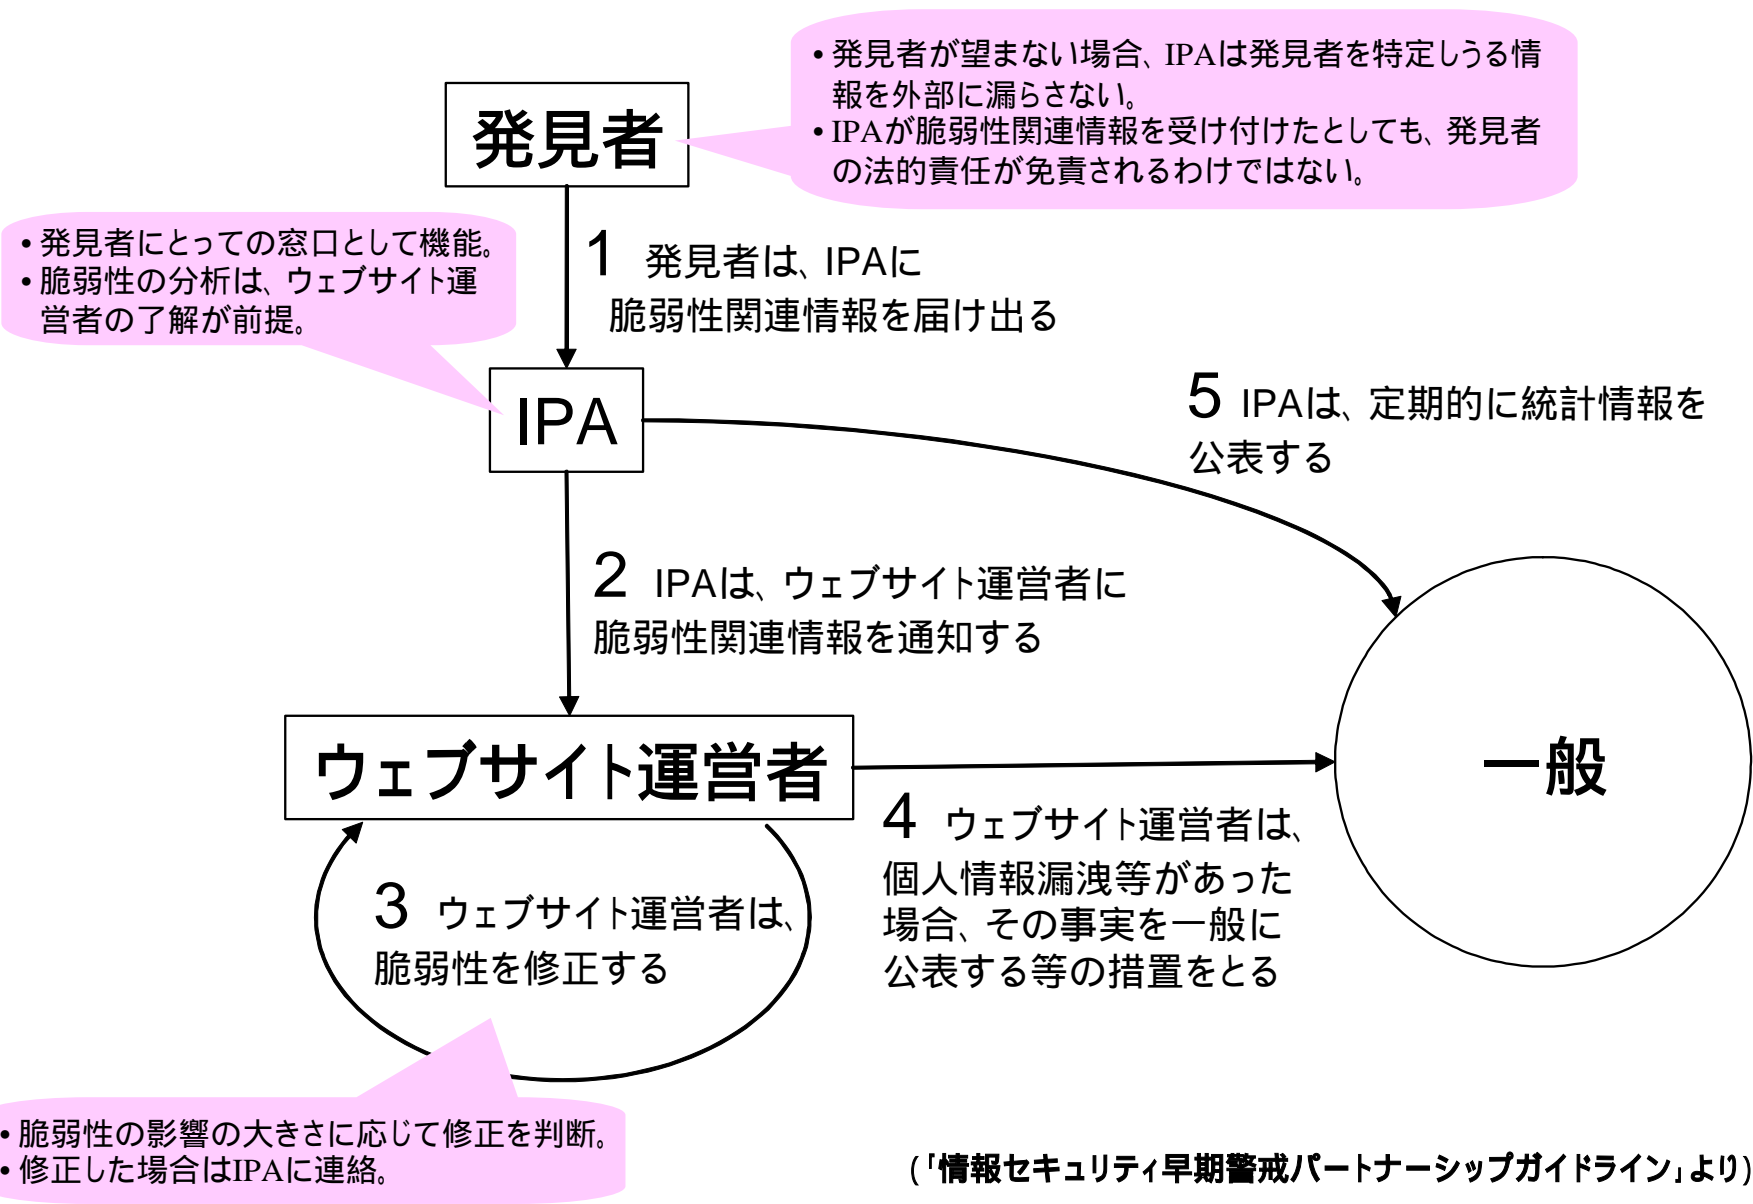 • 発見者が望まない場合、IPAは発見者を特定しうる情
報を外部に漏らさない。
• IPAが脆弱性関連情報を受け付けたとしても、発見者
の法的責任が免責されるわけではない。
発見者
• 発見者にとっての窓口として機能。
• 脆弱性の分析は、ウェブサイト運
営者の了解が前提。
1 発見者は、IPAに
脆弱性関連情報を届け出る
IPA
5 IPAは、定期的に統計情報を
公表する
2 IPAは、ウェブサイト運営者に
脆弱性関連情報を通知する
ウェブサイト運営者
一般
4 ウェブサイト運営者は、
個人情報漏洩等があった
場合、その事実を一般に
公表する等の措置をとる
3 ウェブサイト運営者は、
脆弱性を修正する
• 脆弱性の影響の大きさに応じて修正を判断。
• 修正した場合はIPAに連絡。
(「情報セキュリティ早期警戒パートナーシップガイドライン」より)